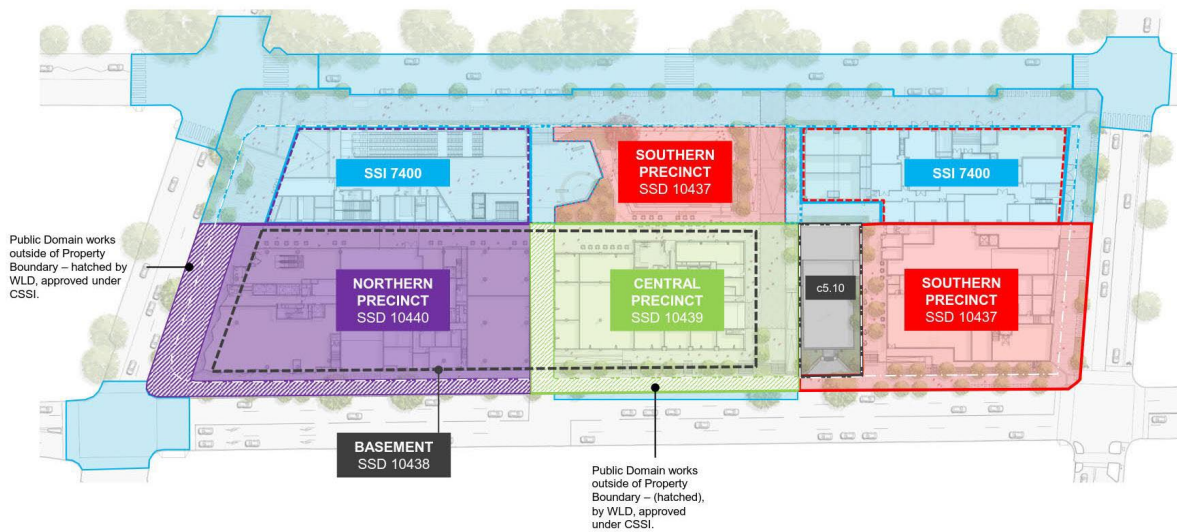 SSI 7400
SOUTHERN
PRECINCT
SSD 10437
SSI 7400
Public Domain works
outside of Property
Boundary – hatched by
WLD, approved under
CSSI.
NORTHERN
PRECINCT
SSD 10440
CENTRAL
PRECINCT
SSD 10439
c5.10
SOUTHERN
PRECINCT
SSD 10437
BASEMENT
SSD 10438
Public Domain works
outside of Property
Boundary – (hatched),
by WLD, approved
under CSSI.